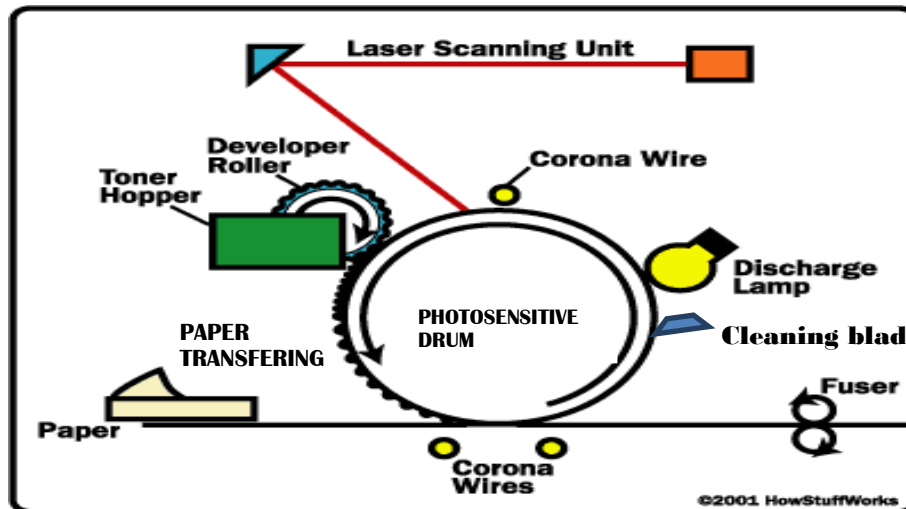 Laser Scanning Unit
Developer
Roller
Corona Wire
Toner
Hopper
Discharge
Lamp
PHOTOSENSITIVE
DRUM
PAPER
TRANSFERING
Cleaning blad
Fuser
Paper
Corona
Wires
©2001 HowStuffWorks